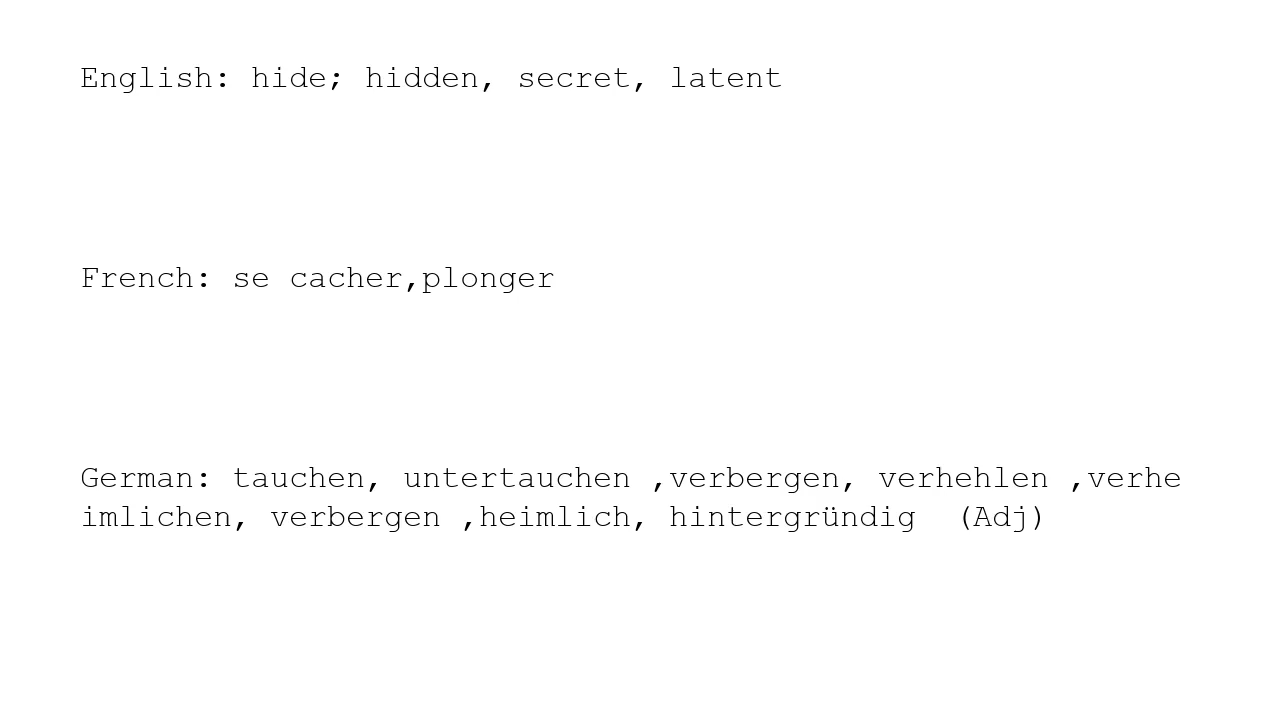 English: hide; hidden, secret, latent
French: se cacher,plonger
German: tauchen, untertauchen ,verbergen, verhehlen ,verhe
imlichen, verbergen ,heimlich, hintergründig  (Adj)